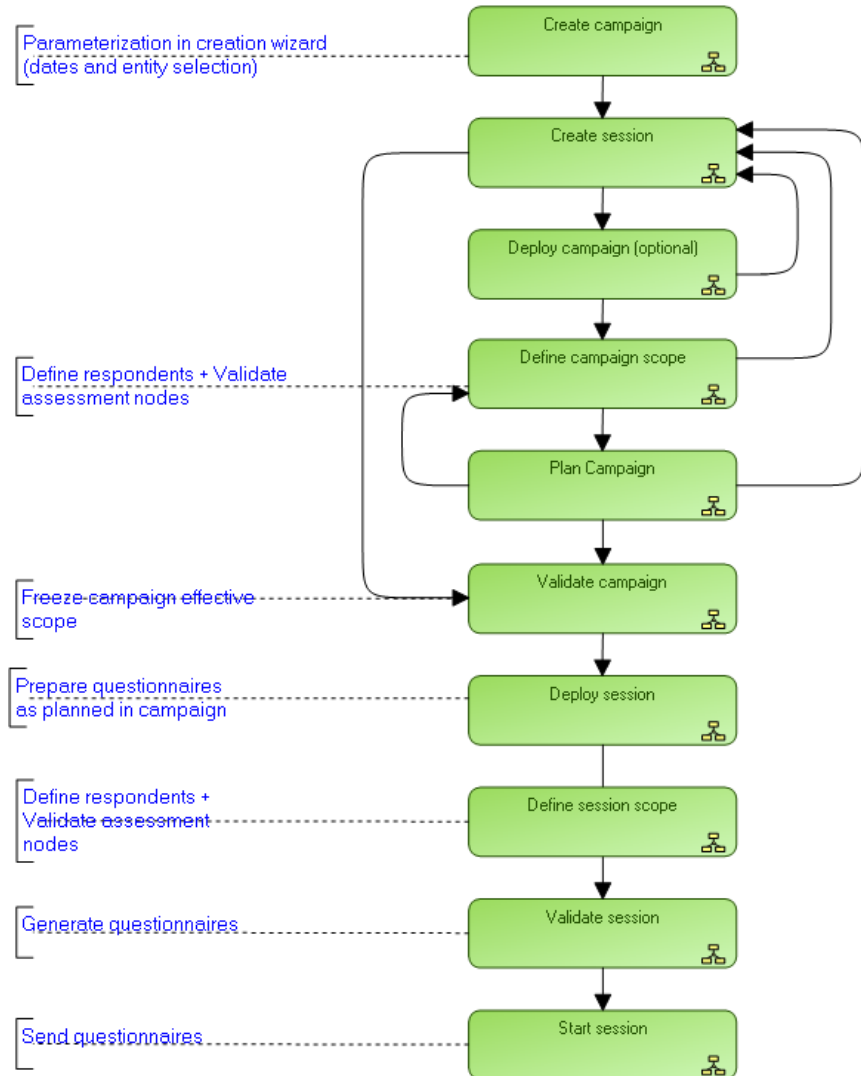 Create campaign
Parameterization in creation wizard
(dates and entity selection)
Create session
Deploy campaign (optional)
Define campaign scope
Define respondents + Validate
assessment nodes
Plan Campaign
Validate campaign
Freeze campaign effective
scope
Deploy session
Prepare questionnaires
as planned in campaign
Define session scope
Define respondents +
Validate assessment
nodes
Validate session
Generate questionnaires
Start session
Send questionnaires